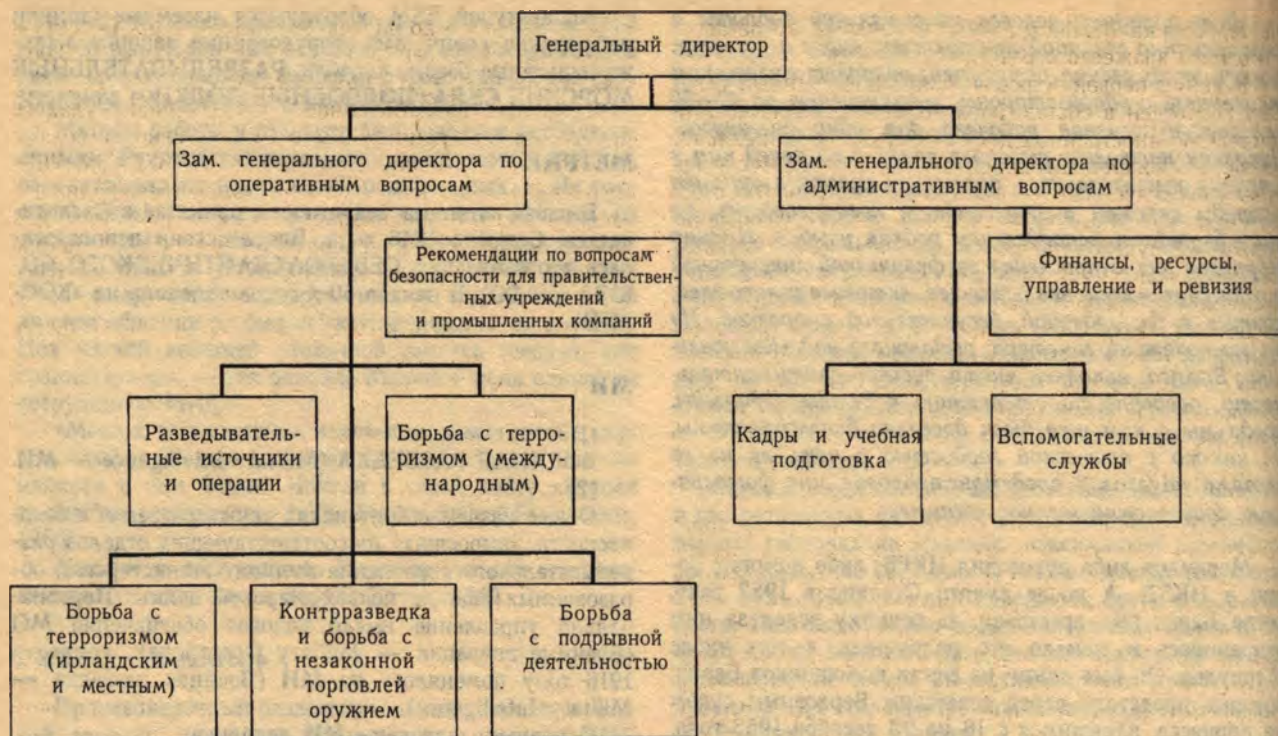 Генеральный директор
Зам. генерального директора по
оперативным вопросам
Зам. генерального директора по
административным вопросам
Рекомендации по вопросам
безопасности для правительствен-
ных учреждений
и промышленных компаний
Финансы, ресурсы,
управление и ревизия
Разведыватель-
ные источники
и операции
Борьба с терро-
ризмом (между-
народным)
Кадры и учебная
подготовка
Вспомогательные
службы
Борьба с
терроризмом
(ирландским
и местным)
Контрразведка
и борьба с
незаконной
торговлей
оружием
Борьба
с подрывной
деятельностью